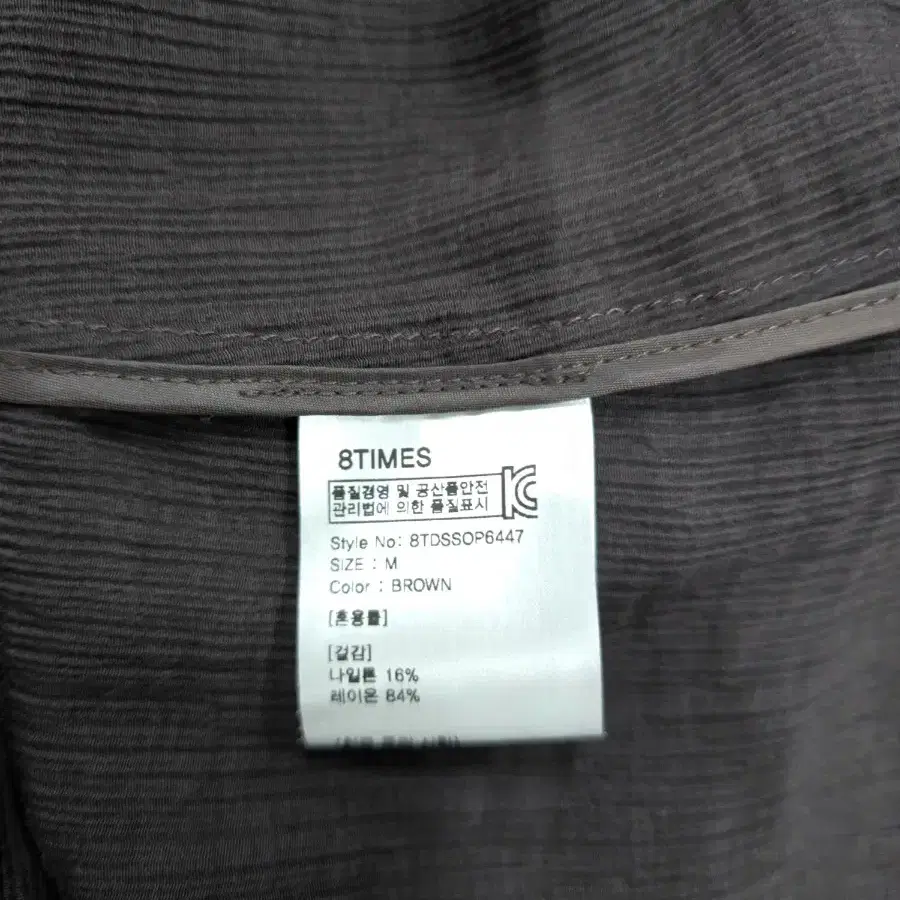 8TIMES
품질경영 및 공산품안전
관리법에 의한 품질표시
Style No: 8TDSSOP6447
SIZE : M
Color : BROWN
[혼용률]
[겉감]
나일론 16%
레이온 84%